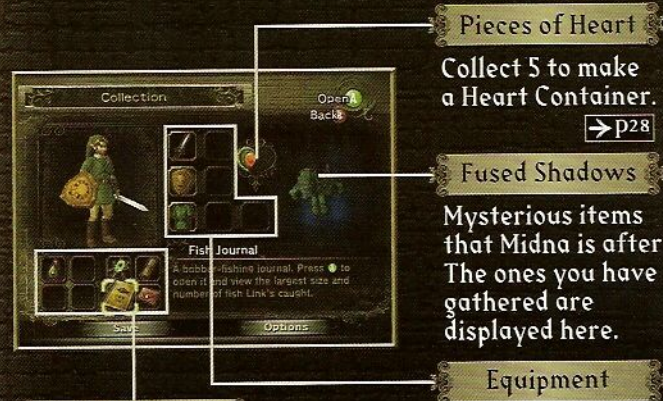 Pieces of Heart
Collect 5 to make
a Heart Container.
→P28
Collection
Open A
Back B
Fused Shadows
Mysterious items
that Midna is after
The ones you have
gathered are
displayed here.
Fish Journal
A bobber-fishing journal. Press A to
open it and view the largest size and
number of fish Link's caught.
Save
Options
Equipment